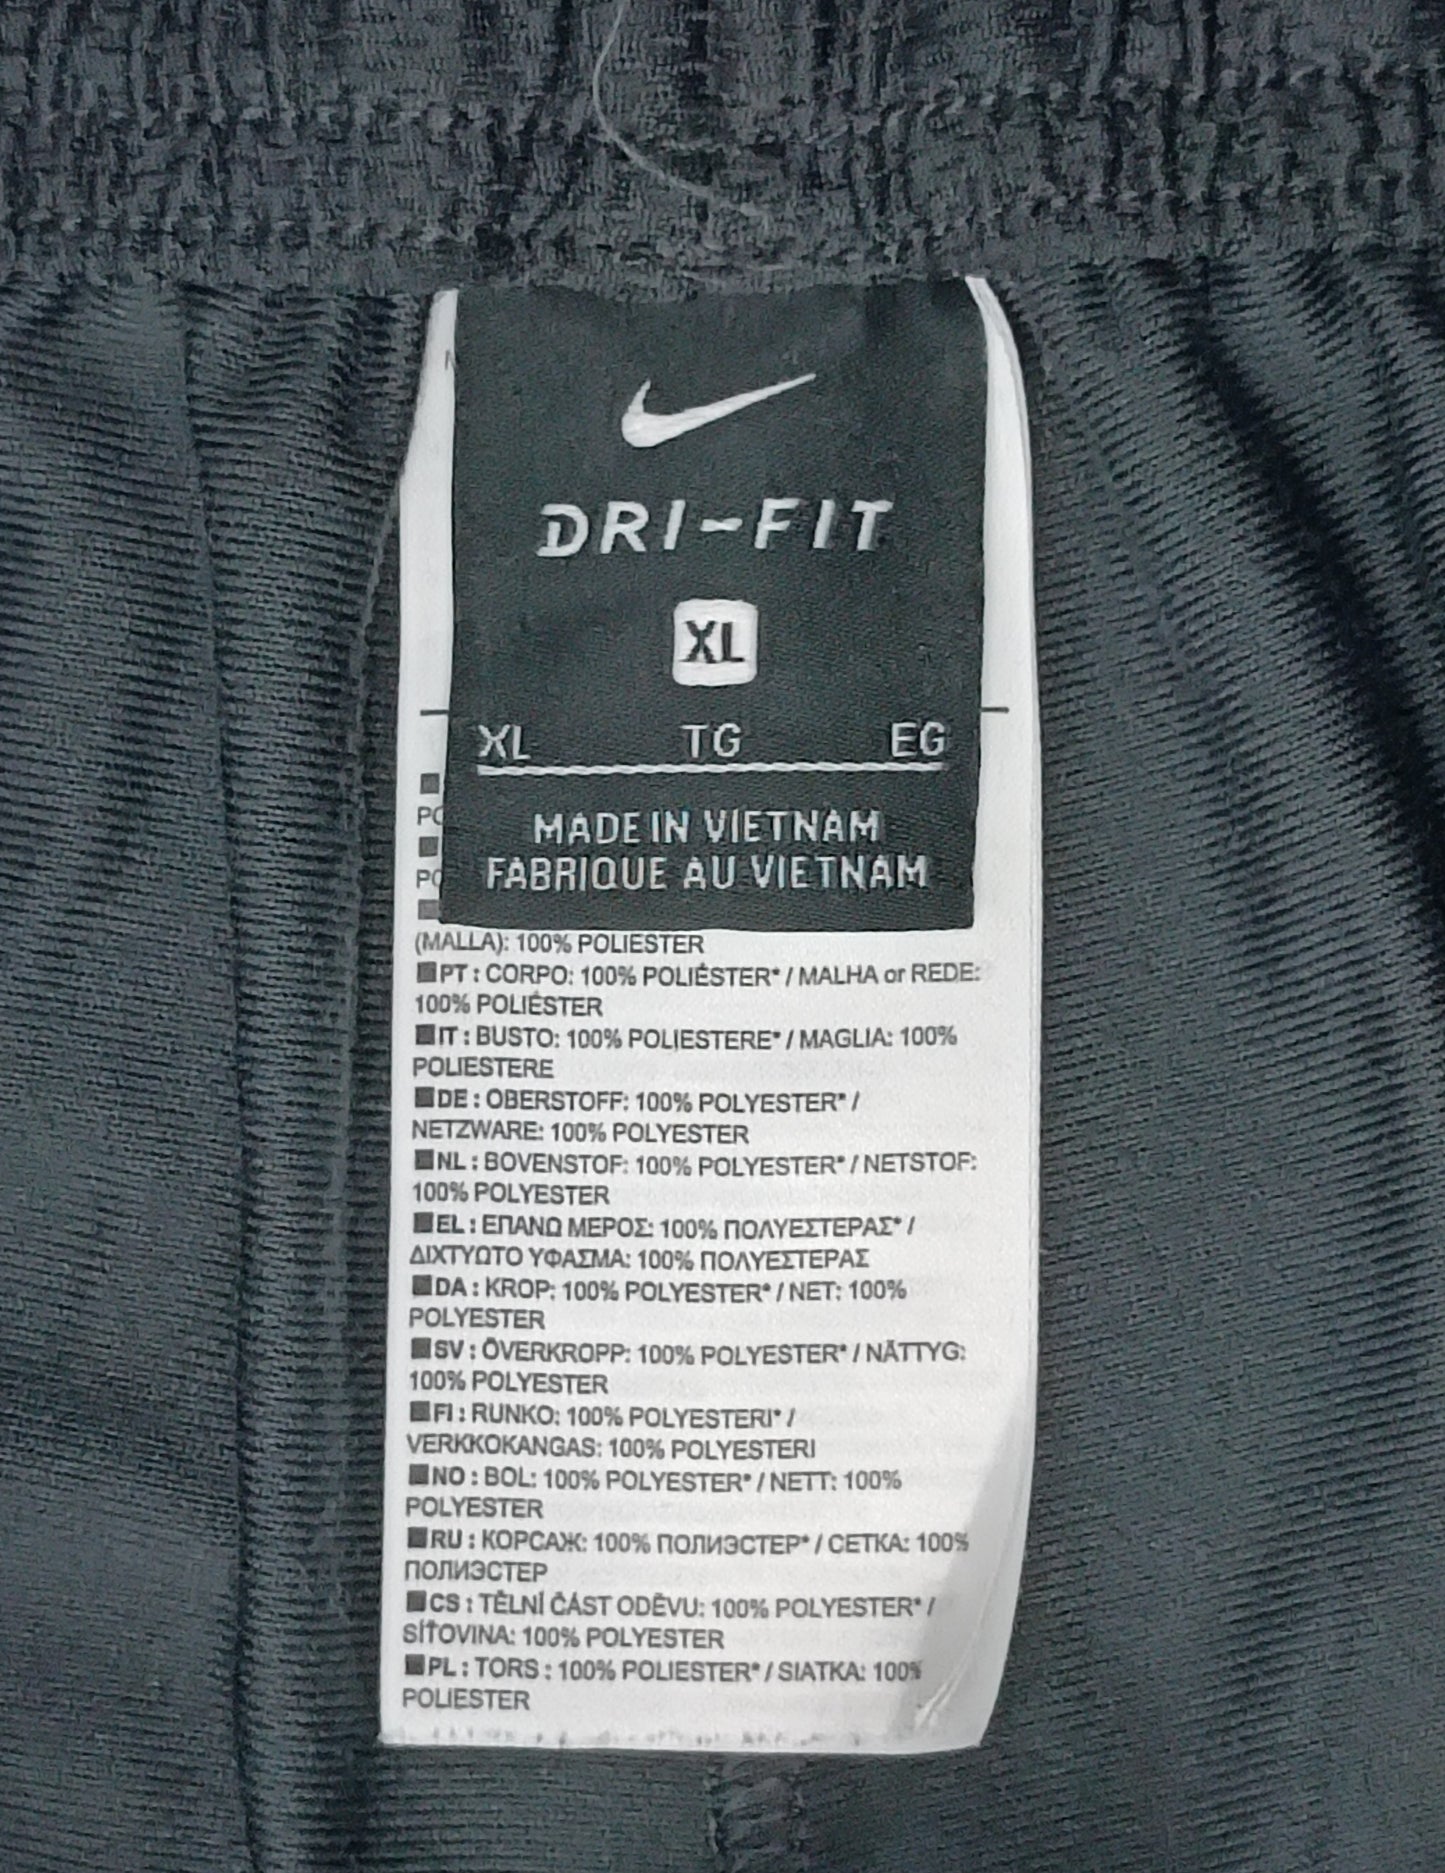 DRI-FIT
XL
XL TG EG
MADE IN VIETNAM
FABRIQUE AU VIETNAM
(MALLA): 100% POLIESTER
PT : CORPO: 100% POLIÉSTER* / MALHA or REDE:
100% POLIÉSTER
IT : BUSTO: 100% POLIESTERE* / MAGLIA: 100%
POLIESTERE
DE : OBERSTOFF: 100% POLYESTER* /
NETZWARE: 100% POLYESTER
NL : BOVENSTOF: 100% POLYESTER* / NETSTOF:
100% POLYESTER
EL : ΕΠΑΝΩ ΜΕΡΟΣ: 100% ΠΟΛΥΕΣΤΕΡΑΣ* /
ΔΙΧΤΥΩΤΟ ΥΦΑΣΜΑ: 100% ΠΟΛΥΕΣΤΕΡΑΣ
DA : KROP: 100% POLYESTER* / NET: 100%
POLYESTER
SV : ÖVERKROPP: 100% POLYESTER* / NÄTTYG:
100% POLYESTER
FI : RUNKO: 100% POLYESTERI* /
VERKKOKANGAS: 100% POLYESTERI
NO : BOL: 100% POLYESTER* / NETT: 100%
POLYESTER
RU : КОРСАЖ: 100% ПОЛИЭСТЕР* / СЕТКА: 100%
ПОЛИЭСТЕР
CS : TĚLNÍ ČÁST ODĚVU: 100% POLYESTER* /
SÍŤOVINA: 100% POLYESTER
PL : TORS : 100% POLIESTER* / SIATKA: 100%
POLIESTER